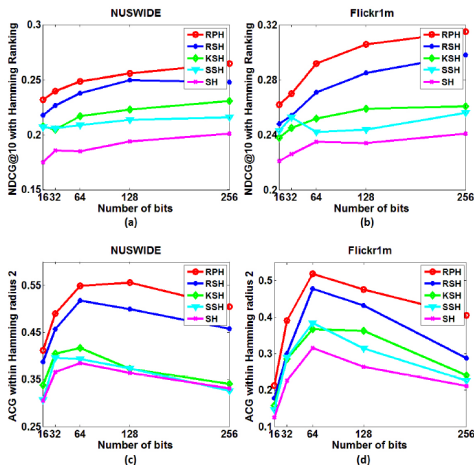 NUSWIDE
NDCG@10 with Hamming Ranking
0.3
0.25
0.2
0.15
RPH
RSH
KSH
SSH
SH
1632 64 128 256
Number of bits
(a)
Flickr1m
NDCG@10 with Hamming Ranking
0.32
0.28
0.24
0.2
RPH
RSH
KSH
SSH
SH
1632 64 128 256
Number of bits
(b)
NUSWIDE
ACG within Hamming radius 2
0.55
0.45
0.35
0.25
RPH
RSH
KSH
SSH
SH
1632 64 128 256
Number of bits
(c)
Flickr1m
ACG within Hamming radius 2
0.5
0.4
0.3
0.2
0.1
RPH
RSH
KSH
SSH
SH
1632 64 128 256
Number of bits
(d)